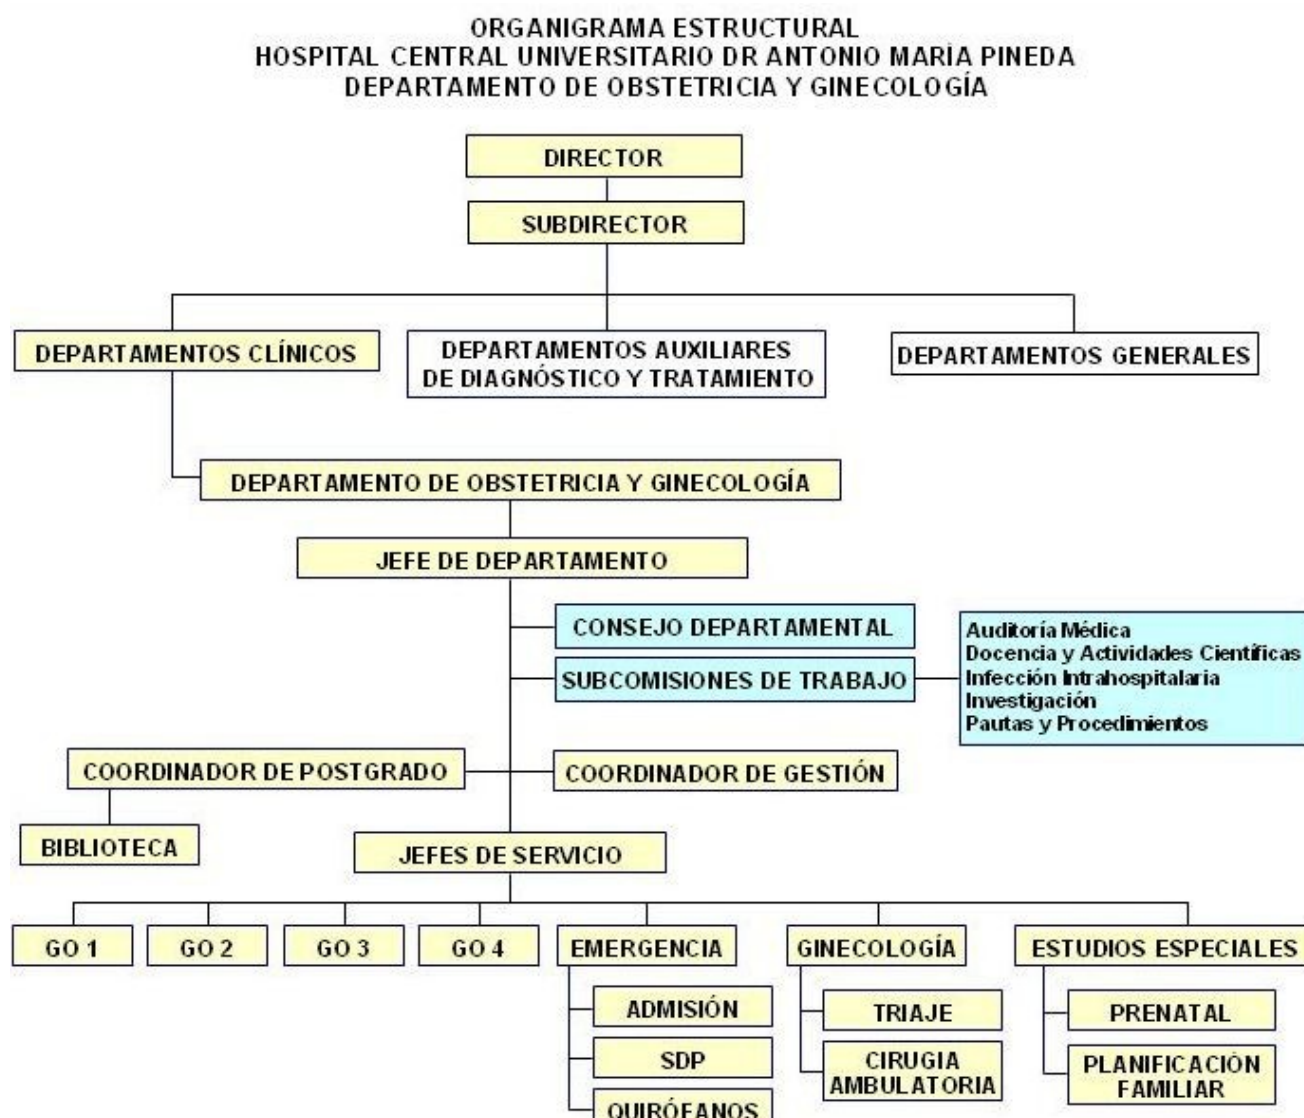 ORGANIGRAMA ESTRUCTURAL
HOSPITAL CENTRAL UNIVERSITARIO DR ANTONIO MARÌA PINEDA
DEPARTAMENTO DE OBSTETRICIA Y GINECOLOGÍA
DIRECTOR
SUBDIRECTOR
DEPARTAMENTOS CLÍNICOS
DEPARTAMENTOS AUXILIARES
DE DIAGNÓSTICO Y TRATAMIENTO
DEPARTAMENTOS GENERALES
DEPARTAMENTO DE OBSTETRICIA Y GINECOLOGÍA
JEFE DE DEPARTAMENTO
CONSEJO DEPARTAMENTAL
SUBCOMISIONES DE TRABAJO
Auditoría Médica
Docencia y Actividades Científicas
Infección Intrahospitalaria
Investigación
Pautas y Procedimientos
COORDINADOR DE POSTGRADO
COORDINADOR DE GESTIÓN
BIBLIOTECA
JEFES DE SERVICIO
GO 1
GO 2
GO 3
GO 4
EMERGENCIA
GINECOLOGÍA
ESTUDIOS ESPECIALES
ADMISIÓN
SDP
QUIRÓFANOS
TRIAJE
CIRUGIA
AMBULATORIA
PRENATAL
PLANIFICACIÓN
FAMILIAR